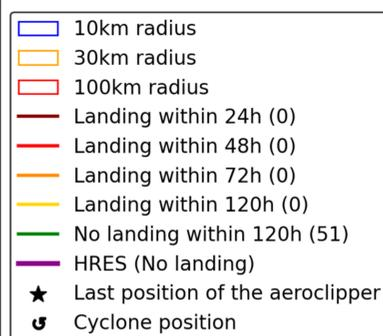 10km radius
30km radius
100km radius
Landing within 24h (0)
Landing within 48h (0)
Landing within 72h (0)
Landing within 120h (0)
No landing within 120h (51)
HRES (No landing)
Last position of the aeroclipper
Cyclone position